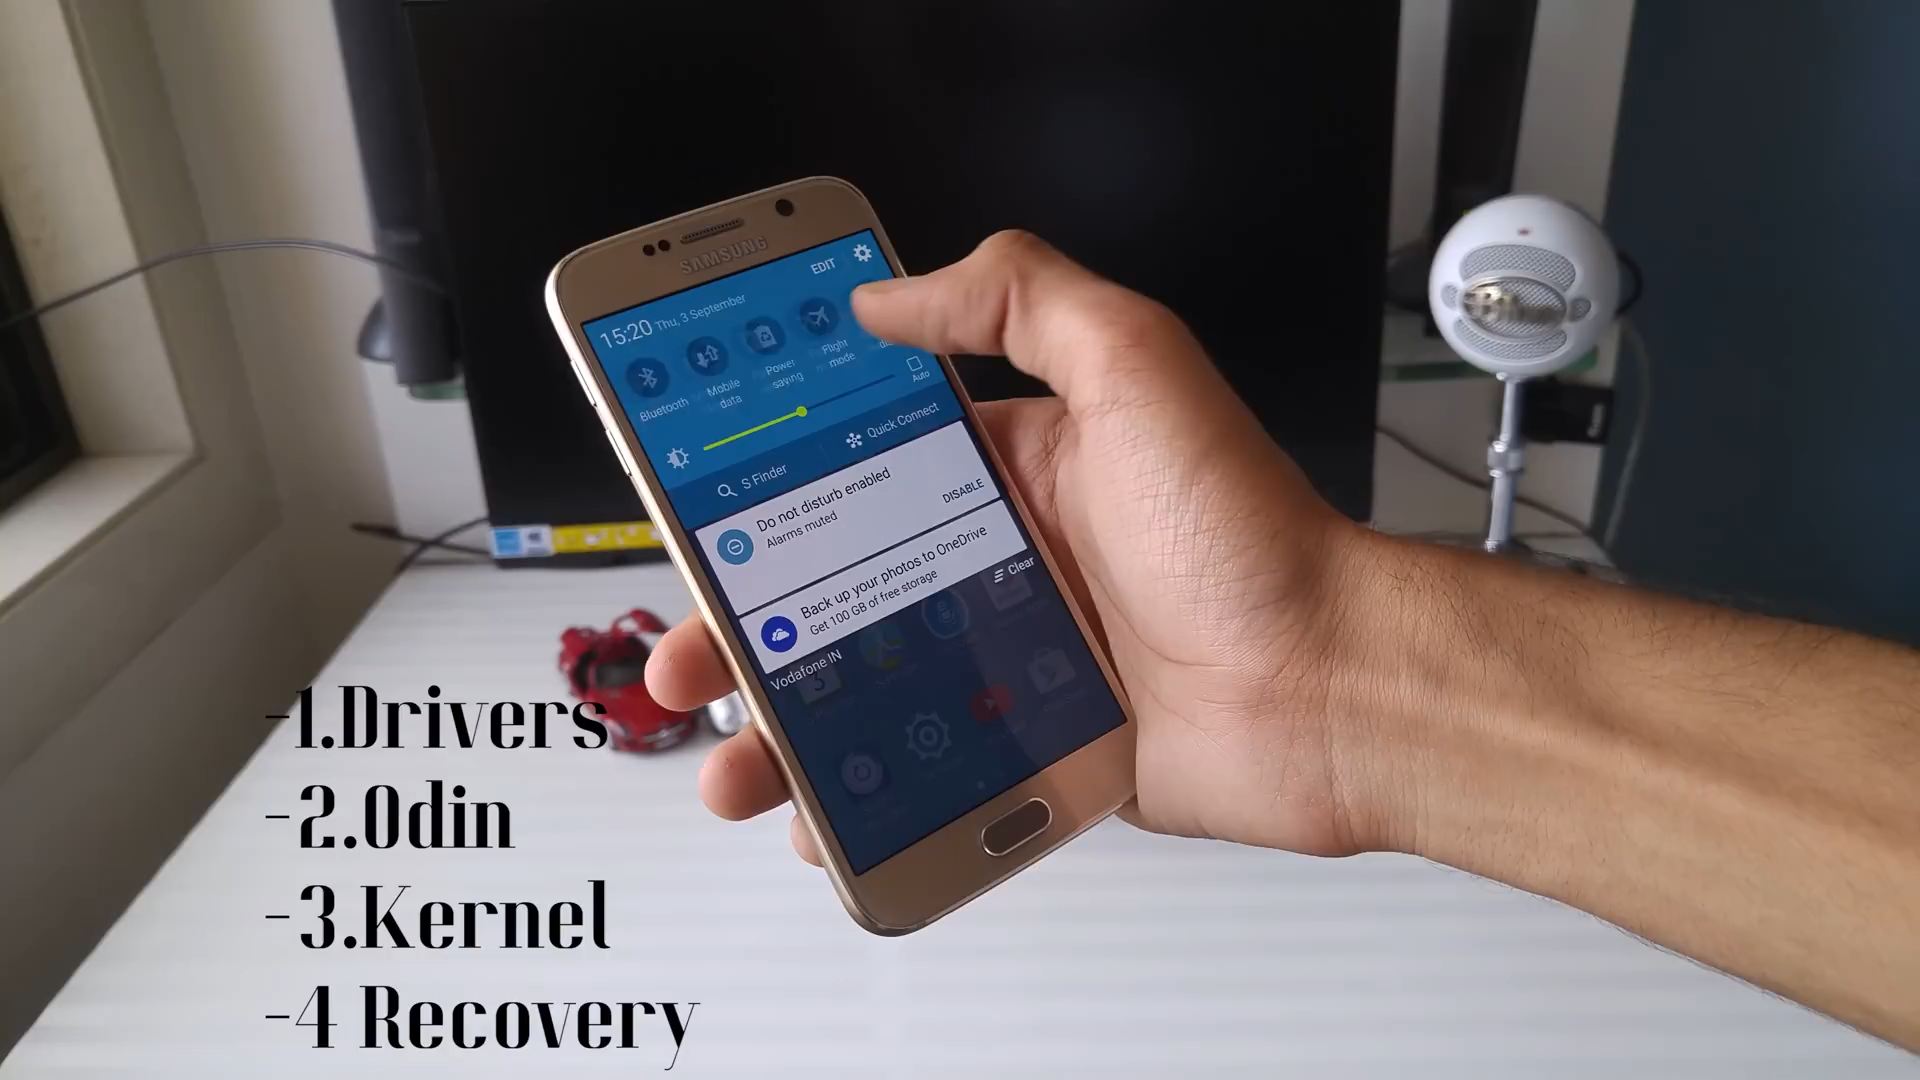 SAMSUNG
EDIT
15:20 Thu, 3 September
Bluetooth
Mobile data
Power saving
Flight mode
Auto
S Finder
Quick Connect
Do not disturb enabled
Alarms muted
DISABLE
Back up your photos to OneDrive
Get 100 GB of free storage
Clear
Vodafone IN
-1.Drivers
-2.Odin
-3.Kernel
-4 Recovery